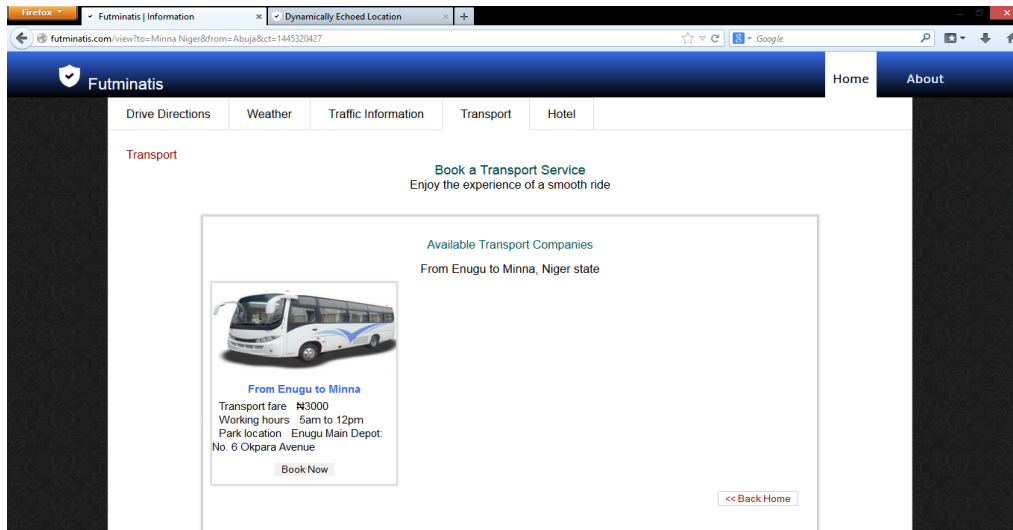 Firefox
Futminatis | Information
Dynamically Echoed Location
futminatis.com/view?to=Minna Niger&from=Abuja&ct=1445320427
Google
Futminatis
Home
About
Drive Directions
Weather
Traffic Information
Transport
Hotel
Transport
Book a Transport Service
Enjoy the experience of a smooth ride
Available Transport Companies
From Enugu to Minna, Niger state
From Enugu to Minna
Transport fare ₦3000
Working hours 5am to 12pm
Park location Enugu Main Depot:
No. 6 Okpara Avenue
Book Now
<< Back Home